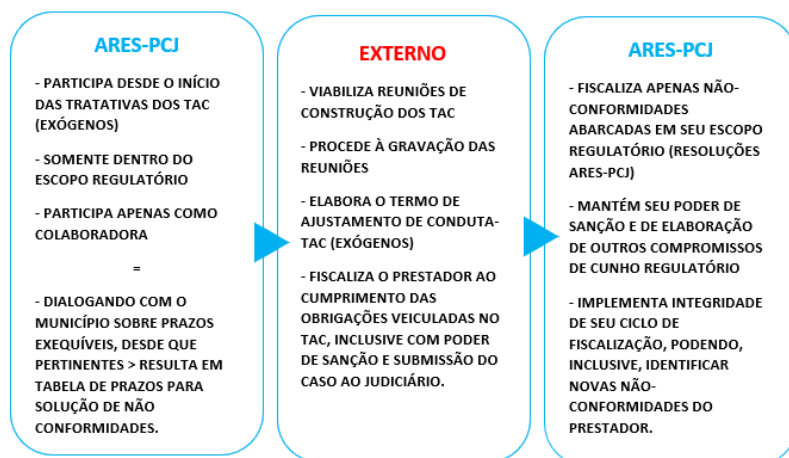 ARES-PCJ
- PARTICIPA DESDE O INÍCIO
DAS TRATATIVAS DOS TAC
(EXÓGENOS)
- SOMENTE DENTRO DO
ESCOPO REGULATÓRIO
- PARTICIPA APENAS COMO
COLABORADORA
=
- DIALOGANDO COM O
MUNICÍPIO SOBRE PRAZOS
EXEQUÍVEIS, DESDE QUE
PERTINENTES > RESULTA EM
TABELA DE PRAZOS PARA
SOLUÇÃO DE NÃO
CONFORMIDADES.
EXTERNO
- VIABILIZA REUNIÕES DE
CONSTRUÇÃO DOS TAC
- PROCEDE À GRAVAÇÃO DAS
REUNIÕES
- ELABORA O TERMO DE
AJUSTAMENTO DE CONDUTA-
TAC (EXÓGENOS)
- FISCALIZA O PRESTADOR AO
CUMPRIMENTO DAS
OBRIGAÇÕES VEICULADAS NO
TAC, INCLUSIVE COM PODER
DE SANÇÃO E SUBMISSÃO DO
CASO AO JUDICIÁRIO.
ARES-PCJ
- FISCALIZA APENAS NÃO-
CONFORMIDADES
ABARCADAS EM SEU ESCOPO
REGULATÓRIO (RESOLUÇÕES
ARES-PCJ)
- MANTÉM SEU PODER DE
SANÇÃO E DE ELABORAÇÃO
DE OUTROS COMPROMISSOS
DE CUNHO REGULATÓRIO
- IMPLEMENTA INTEGRIDADE
DE SEU CICLO DE
FISCALIZAÇÃO, PODENDO,
INCLUSIVE, IDENTIFICAR
NOVAS NÃO-
CONFORMIDADES DO
PRESTADOR.